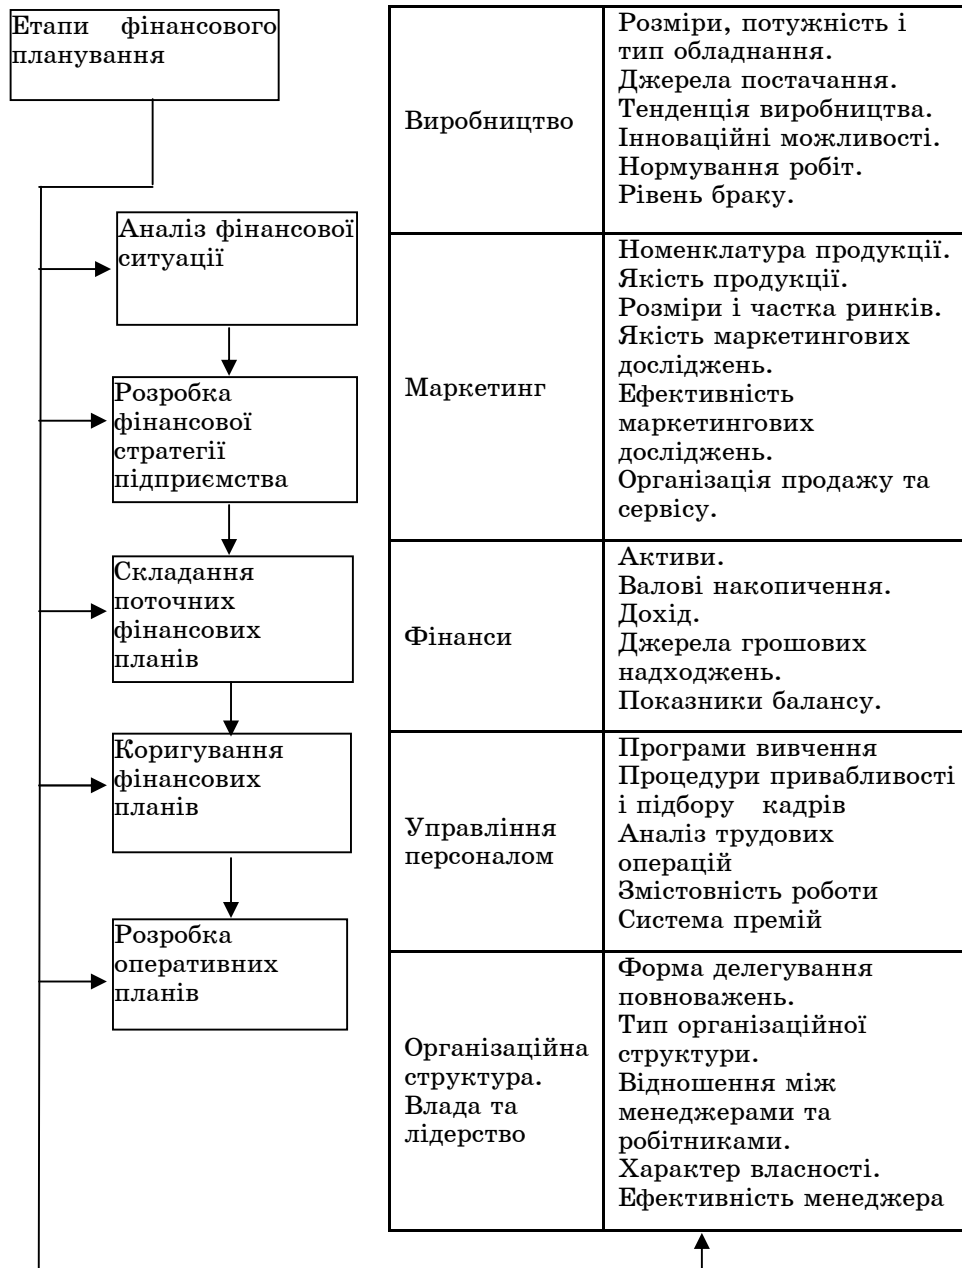 Етапи фінансового
планування
Аналіз фінансової
ситуації
Розробка
фінансової
стратегії
підприємства
Складання
поточних
фінансових
планів
Коригування
фінансових
планів
Розробка
оперативних
планів
Виробництво
Розміри, потужність і
тип обладнання.
Джерела постачання.
Тенденція виробництва.
Інноваційні можливості.
Нормування робіт.
Рівень браку.
Маркетинг
Номенклатура продукції.
Якість продукції.
Розміри і частка ринків.
Якість маркетингових
досліджень.
Ефективність
маркетингових
досліджень.
Організація продажу та
сервісу.
Фінанси
Активи.
Валові накопичення.
Дохід.
Джерела грошових
надходжень.
Показники балансу.
Управління
персоналом
Програми вивчення
Процедури привабливості
і підбору кадрів
Аналіз трудових
операцій
Змістовність роботи
Система премій
Організаційна
структура.
Влада та
лідерство
Форма делегування
повноважень.
Тип організаційної
структури.
Відношення між
менеджерами та
робітниками.
Характер власності.
Ефективність менеджера